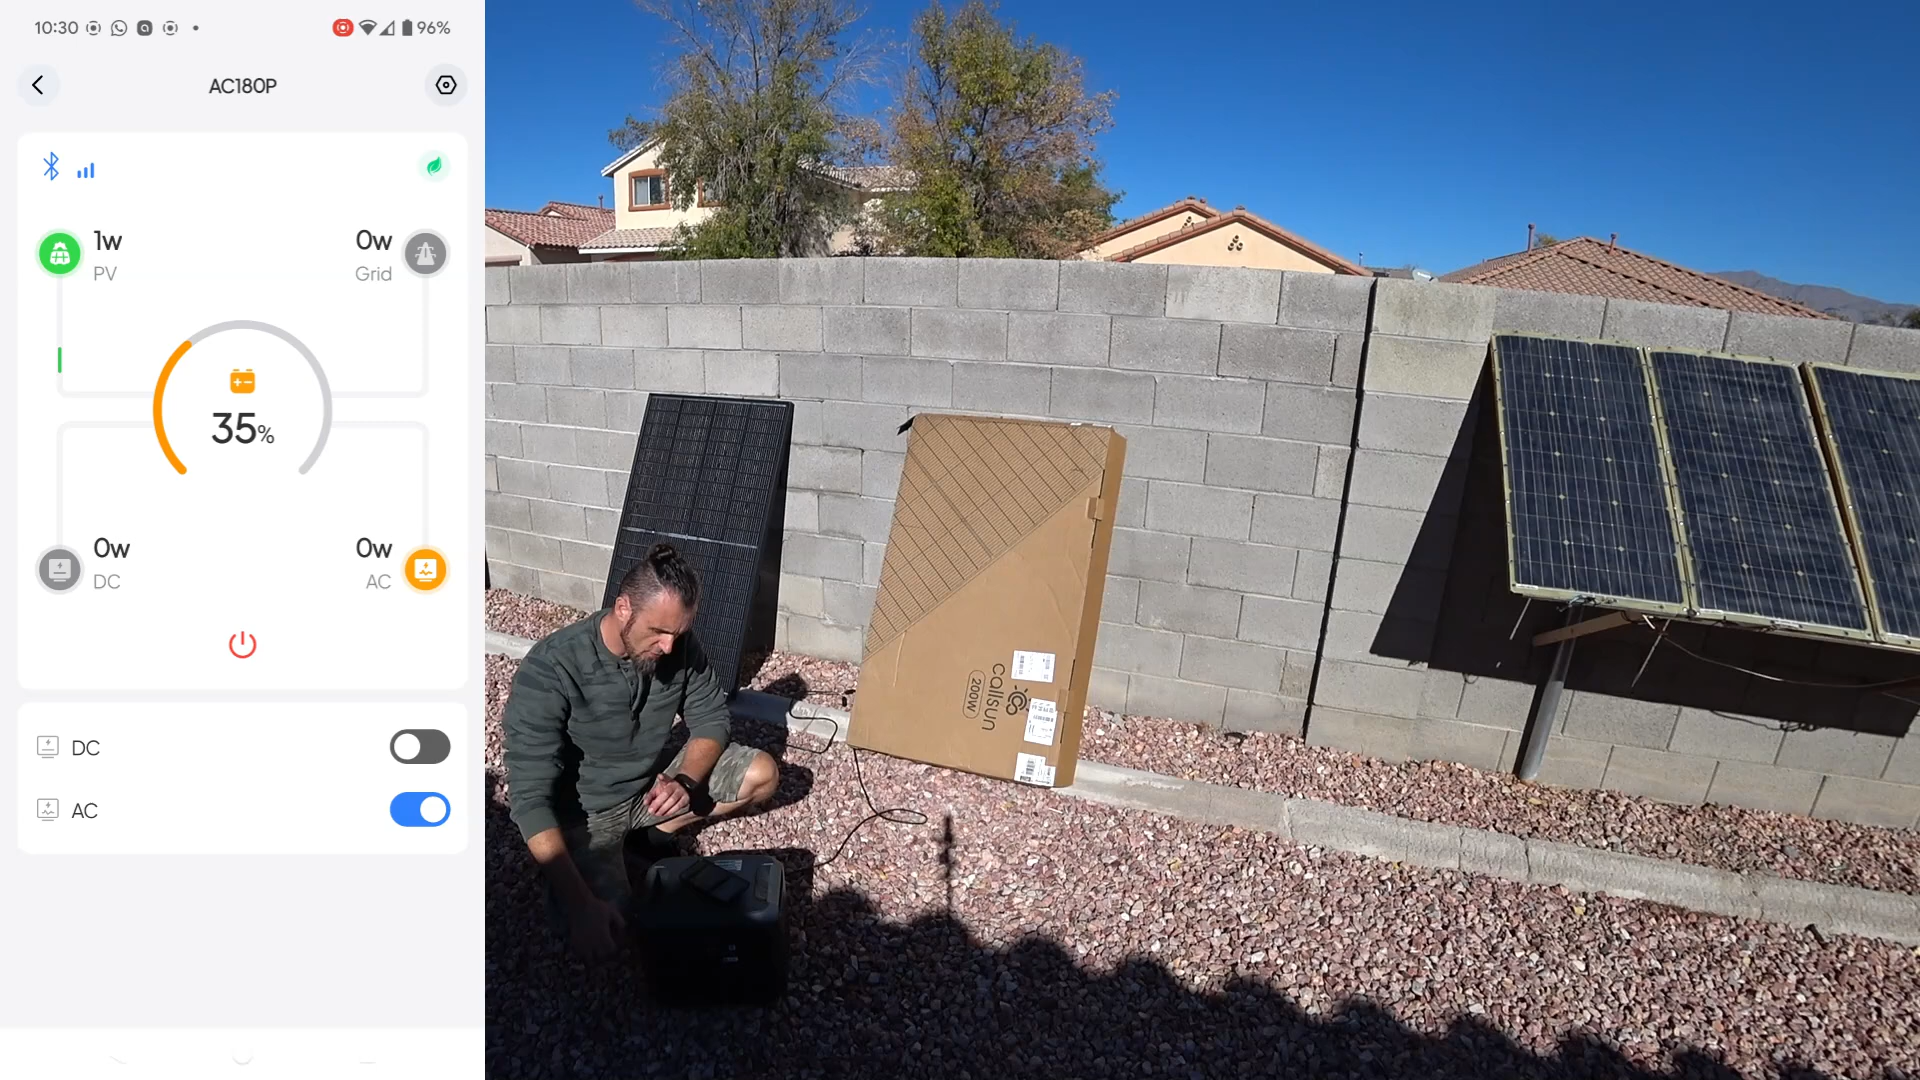 10:30
96%
AC180P
1w
PV
0w
Grid
35%
0w
DC
0w
AC
DC
AC
callsun
200W